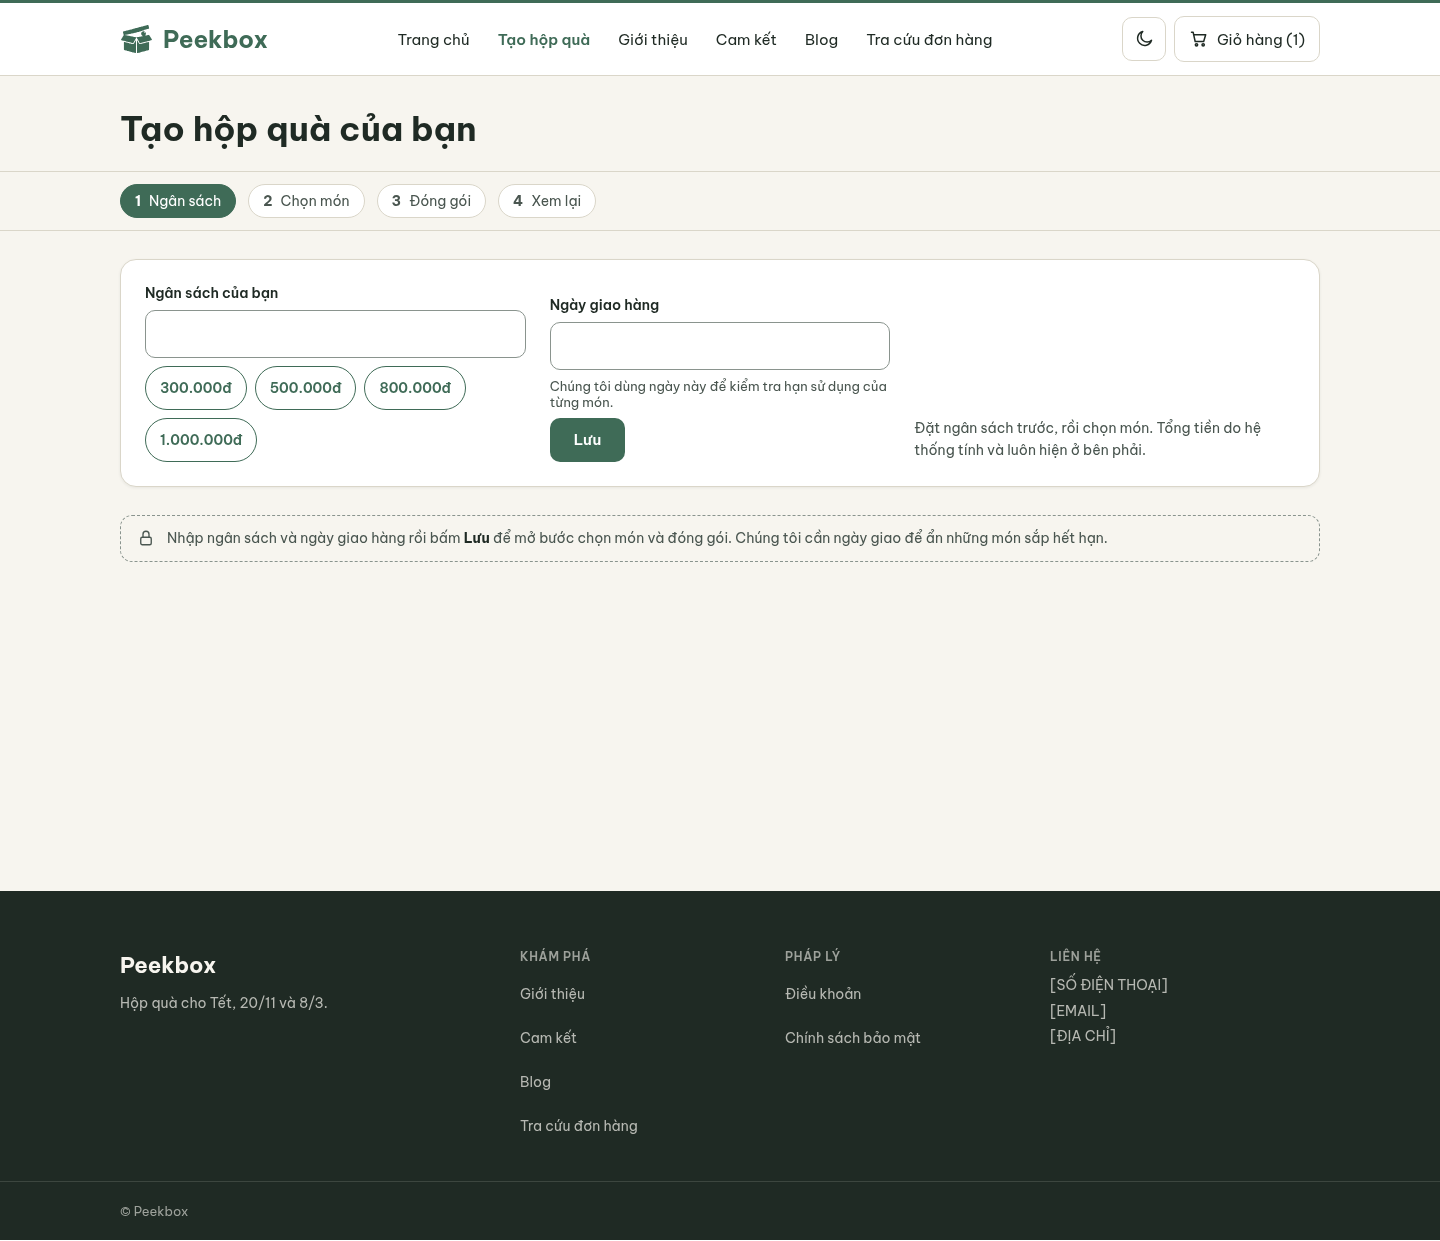 Peekbox
Trang chủ
Tạo hộp quà
Giới thiệu
Cam kết
Blog
Tra cứu đơn hàng
Giỏ hàng (1)
Tạo hộp quà của bạn
1 Ngân sách
2 Chọn món
3 Đóng gói
4 Xem lại
Ngân sách của bạn
300.000đ
500.000đ
800.000đ
1.000.000đ
Ngày giao hàng
Chúng tôi dùng ngày này để kiểm tra hạn sử dụng của
từng món.
Lưu
Đặt ngân sách trước, rồi chọn món. Tổng tiền do hệ
thống tính và luôn hiện ở bên phải.
Nhập ngân sách và ngày giao hàng rồi bấm Lưu để mở bước chọn món và đóng gói. Chúng tôi cần ngày giao để ẩn những món sắp hết hạn.
Peekbox
Hộp quà cho Tết, 20/11 và 8/3.
KHÁM PHÁ
Giới thiệu
Cam kết
Blog
Tra cứu đơn hàng
PHÁP LÝ
Điều khoản
Chính sách bảo mật
LIÊN HỆ
[SỐ ĐIỆN THOẠI]
[EMAIL]
[ĐỊA CHỈ]
© Peekbox